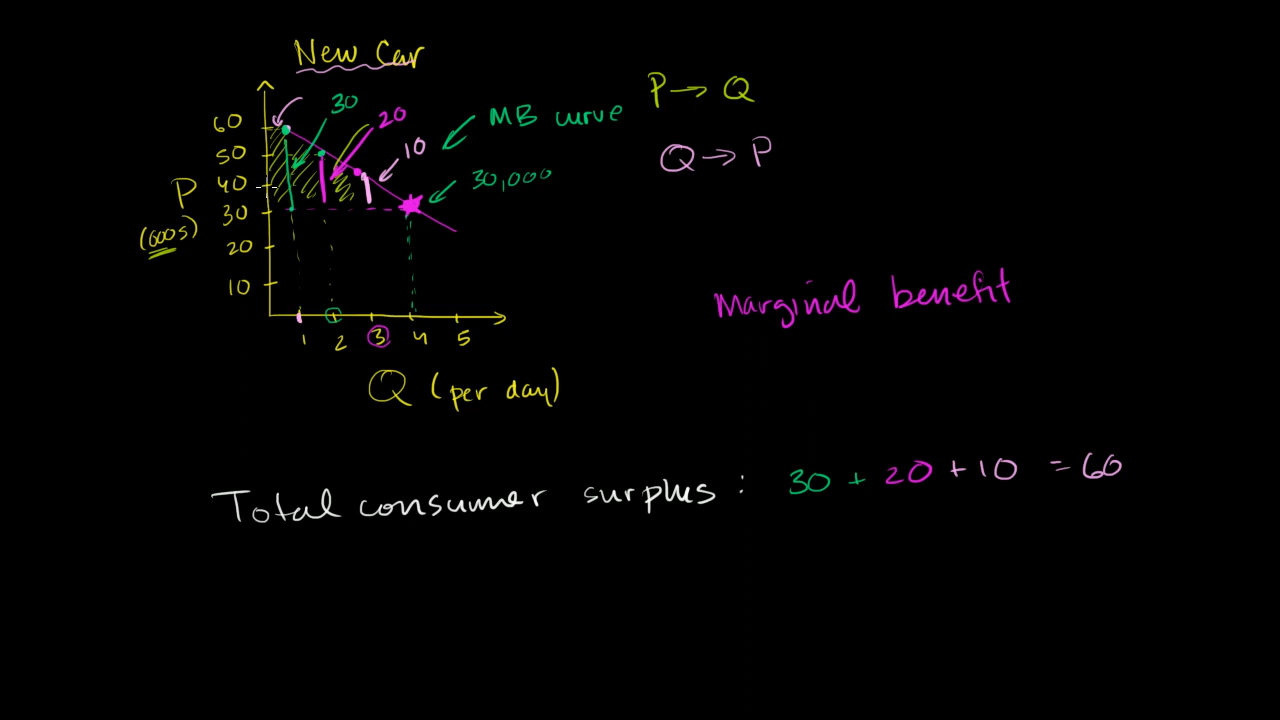 New Car
P → Q
30
20
MB curve
60
10
Q → P
50
30,000
40
P
30
(000s)
20
10
Marginal benefit
1 2 3 4 5
Q (per day)
Total consumer surplus : 30 + 20 + 10 = 60